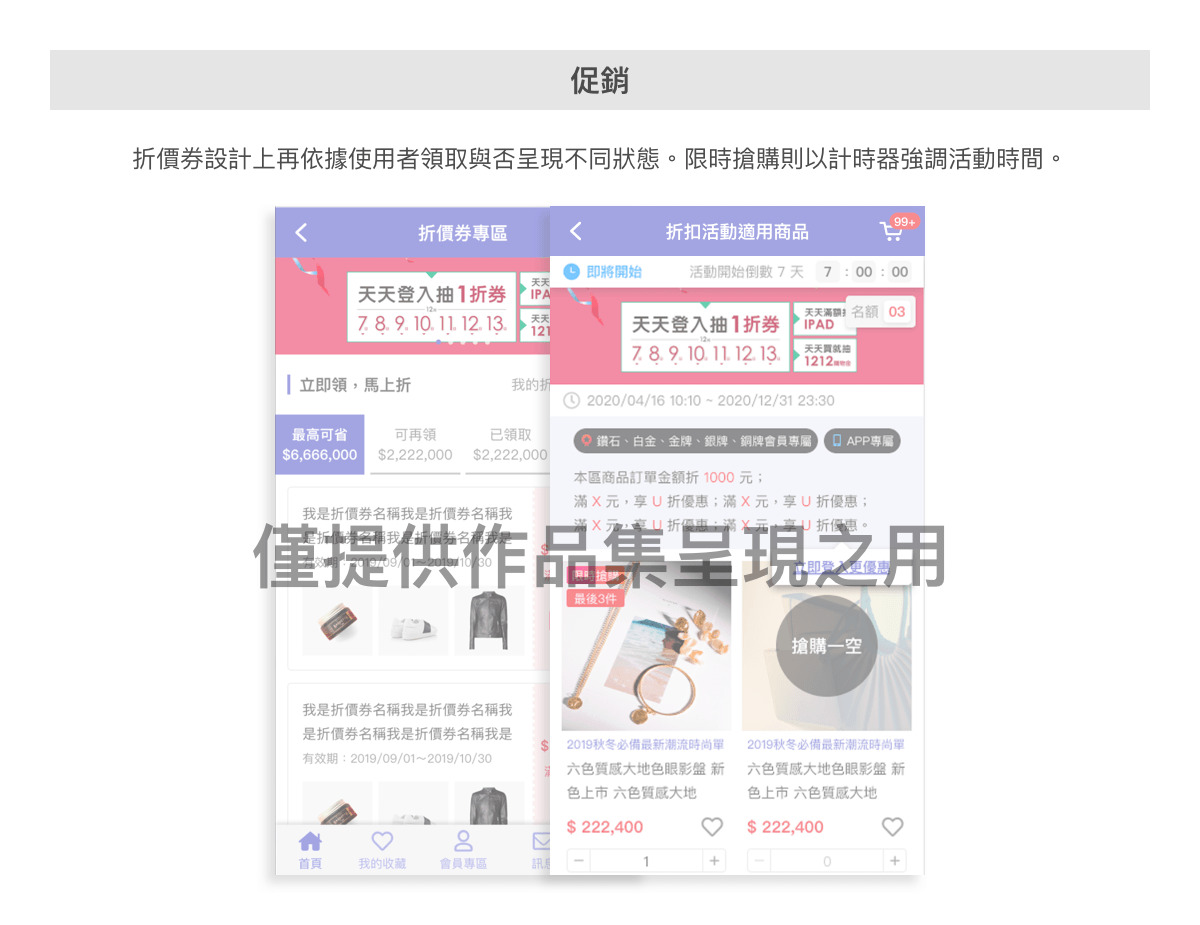 促銷
折價券設計上再依據使用者領取與否呈現不同狀態。限時搶購則以計時器強調活動時間。
折價券專區
天天登入抽1折券
12月
7. 8. 9. 10. 11. 12. 13.
天天
IPA
天天
121
立即領，馬上折
我的折
最高可省
$6,666,000
可再領
$2,222,000
已領取
$2,222,000
我是折價券名稱我是折價券名稱我
是折價券名稱我是折價券名稱我是
有效期：2019/09/01～2019/10/30
$
我是折價券名稱我是折價券名稱我
是折價券名稱我是折價券名稱我是
有效期：2019/09/01～2019/10/30
$
滿
首頁
我的收藏
會員專區
訊息
折扣活動適用商品
99+
即將開始
活動開始倒數 7 天 7 : 00 : 00
天天登入抽1折券
12月
7. 8. 9. 10. 11. 12. 13.
天天滿額
IPAD
天天買就抽
1212購物金
名額 03
2020/04/16 10:10 ~ 2020/12/31 23:30
鑽石、白金、金牌、銀牌、銅牌會員專屬
APP專屬
本區商品訂單金額折 1000 元；
滿 X 元，享 U 折優惠；滿 X 元，享 U 折優惠；
滿 X 元，享 U 折優惠；滿 X 元，享 U 折優惠。
立即登入更優惠
僅提供作品集呈現之用
限時搶購
最後3件
搶購一空
2019秋冬必備最新潮流時尚單
六色質感大地色眼影盤 新
色上市 六色質感大地
$ 222,400
1
2019秋冬必備最新潮流時尚單
六色質感大地色眼影盤 新
色上市 六色質感大地
$ 222,400
0